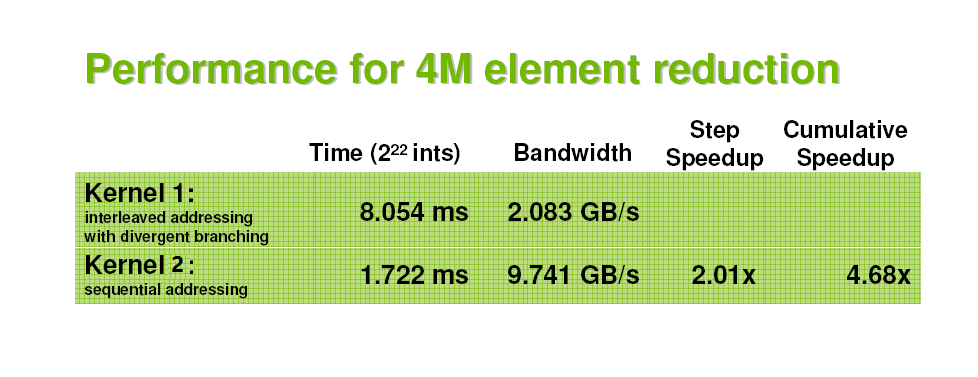 Performance for 4M element reduction
Time (2²² ints) Bandwidth Step Speedup Cumulative Speedup
Kernel 1:
interleaved addressing
with divergent branching
8.054 ms 2.083 GB/s
Kernel 2:
sequential addressing
1.722 ms 9.741 GB/s 2.01x 4.68x